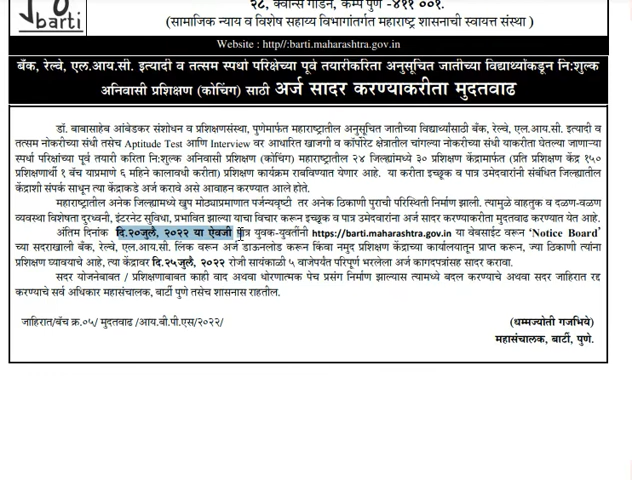 २८, क्वीन्स गार्डन, कॅम्प पुणे -४११ ००१.
barti
(सामाजिक न्याय व विशेष सहाय्य विभागांतर्गत महाराष्ट्र शासनाची स्वायत्त संस्था )
Website : http//:barti.maharashtra.gov.in
बँक, रेल्वे, एल.आय.सी. इत्यादी व तत्सम स्पर्धा परिक्षेच्या पूर्व तयारीकरिता अनुसूचित जातीच्या विद्यार्थ्यांकडून नि:शुल्क
अनिवासी प्रशिक्षण (कोचिंग) साठी अर्ज सादर करण्याकरीता मुदतवाढ
डॉ. बाबासाहेब आंबेडकर संशोधन व प्रशिक्षणसंस्था, पुणेमार्फत महाराष्ट्रातील अनुसूचित जातीच्या विद्यार्थ्यांसाठी बँक, रेल्वे, एल.आय.सी. इत्यादी व
तत्सम नोकरीच्या संधी तसेच Aptitude Test आणि Interview वर आधारित खाजगी व कॉर्पोरेट क्षेत्रातील चांगल्या नोकरीच्या संधी याकरीता घेतल्या जाणाऱ्या
स्पर्धा परिक्षांच्या पूर्व तयारी करिता नि:शुल्क अनिवासी प्रशिक्षण (कोचिंग) महाराष्ट्रातील २४ जिल्ह्यांमध्ये ३० प्रशिक्षण केंद्रामार्फत (प्रति प्रशिक्षण केंद्र १५०
प्रशिक्षणार्थी १ बॅच याप्रमाणे ६ महिने कालावधी करीता) प्रशिक्षण कार्यक्रम राबविण्यात येणार आहे. या करीता इच्छूक व पात्र उमेदवारांनी संबंधित जिल्ह्यातील
केंद्राशी संपर्क साधून त्या केंद्राकडे अर्ज करावे असे आवाहन करण्यात आले होते.
महाराष्ट्रातील अनेक जिल्ह्यामध्ये खुप मोठ्याप्रमाणात पर्जन्यवृष्टी तर अनेक ठिकाणी पुराची परिस्थिती निर्माण झाली. त्यामुळे वाहतुक व दळण-वळण
व्यवस्था विशेषता दुरध्वनी, इंटरनेट सुविधा, प्रभावित झाल्याचा विचार करून इच्छुक व पात्र उमेदवारांना अर्ज सादर करण्याकरीता मुदतवाढ करण्यात येत आहे.
अंतिम दिनांक दि.२०जुलै, २०२२ या ऐवजी पात्र युवक-युवतींनी https://barti.maharashtra.gov.in या वेबसाईट वरून 'Notice Board'
च्या सदराखाली बँक, रेल्वे, एल.आय.सी. लिंक वरून अर्ज डाऊनलोड करून किंवा नमुद प्रशिक्षण केंद्राच्या कार्यालयातून प्राप्त करून, ज्या ठिकाणी त्यांना
प्रशिक्षण घ्यावयाचे आहे, त्या केंद्रावर दि.२५जुलै, २०२२ रोजी सायंकाळी ५ वाजेपर्यंत परिपूर्ण भरलेला अर्ज कागदपत्रांसह सादर करावा.
सदर योजनेबाबत / प्रशिक्षणाबाबत काही वाद अथवा धोरणात्मक पेच प्रसंग निर्माण झाल्यास त्यामध्ये बदल करण्याचे अथवा सदर जाहिरात रद्द
करण्याचे सर्व अधिकार महासंचालक, बार्टी पुणे तसेच शासनास राहतील.
जाहिरात/बँच क्र.०५/ मुदतवाढ /आय.बी.पी.एस/२०२२/
(धम्मज्योती गजभिये)
महासंचालक, बार्टी, पुणे.